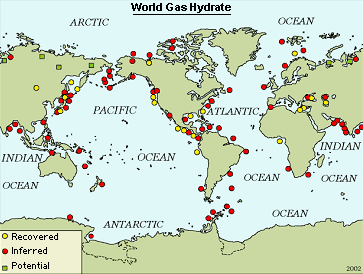 World Gas Hydrate
ARCTIC
OCEAN
OCEAN
PACIFIC
ATLANTIC
INDIAN
OCEAN
INDIAN
OCEAN
OCEAN
OCEAN
ANTARCTIC
OCEAN
Recovered
Inferred
Potential
2002